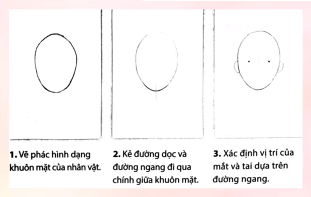 1. Vẽ phác hình dạng
khuôn mặt của nhân vật.
2. Kẻ đường dọc và
đường ngang đi qua
chính giữa khuôn mặt.
3. Xác định vị trí của
mắt và tai dựa trên
đường ngang.